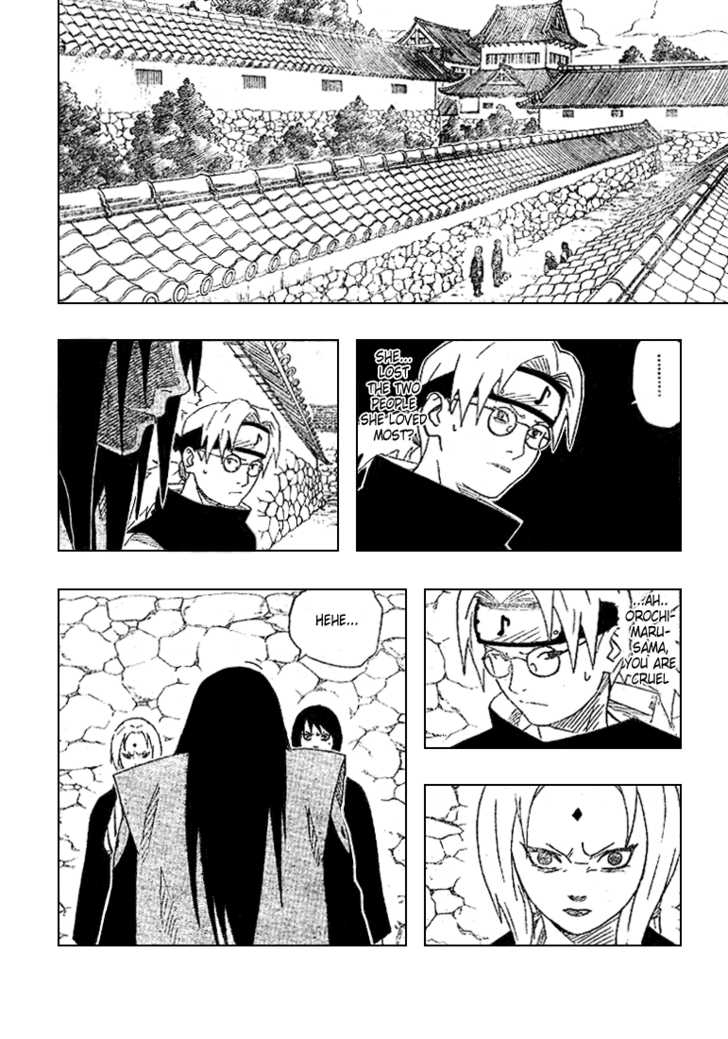 .........
SHE...
LOST
THE TWO
PEOPLE
SHE LOVED
MOST?
...AH..
OROCHI-
MARU-
SAMA,
YOU ARE
CRUEL
HEHE...